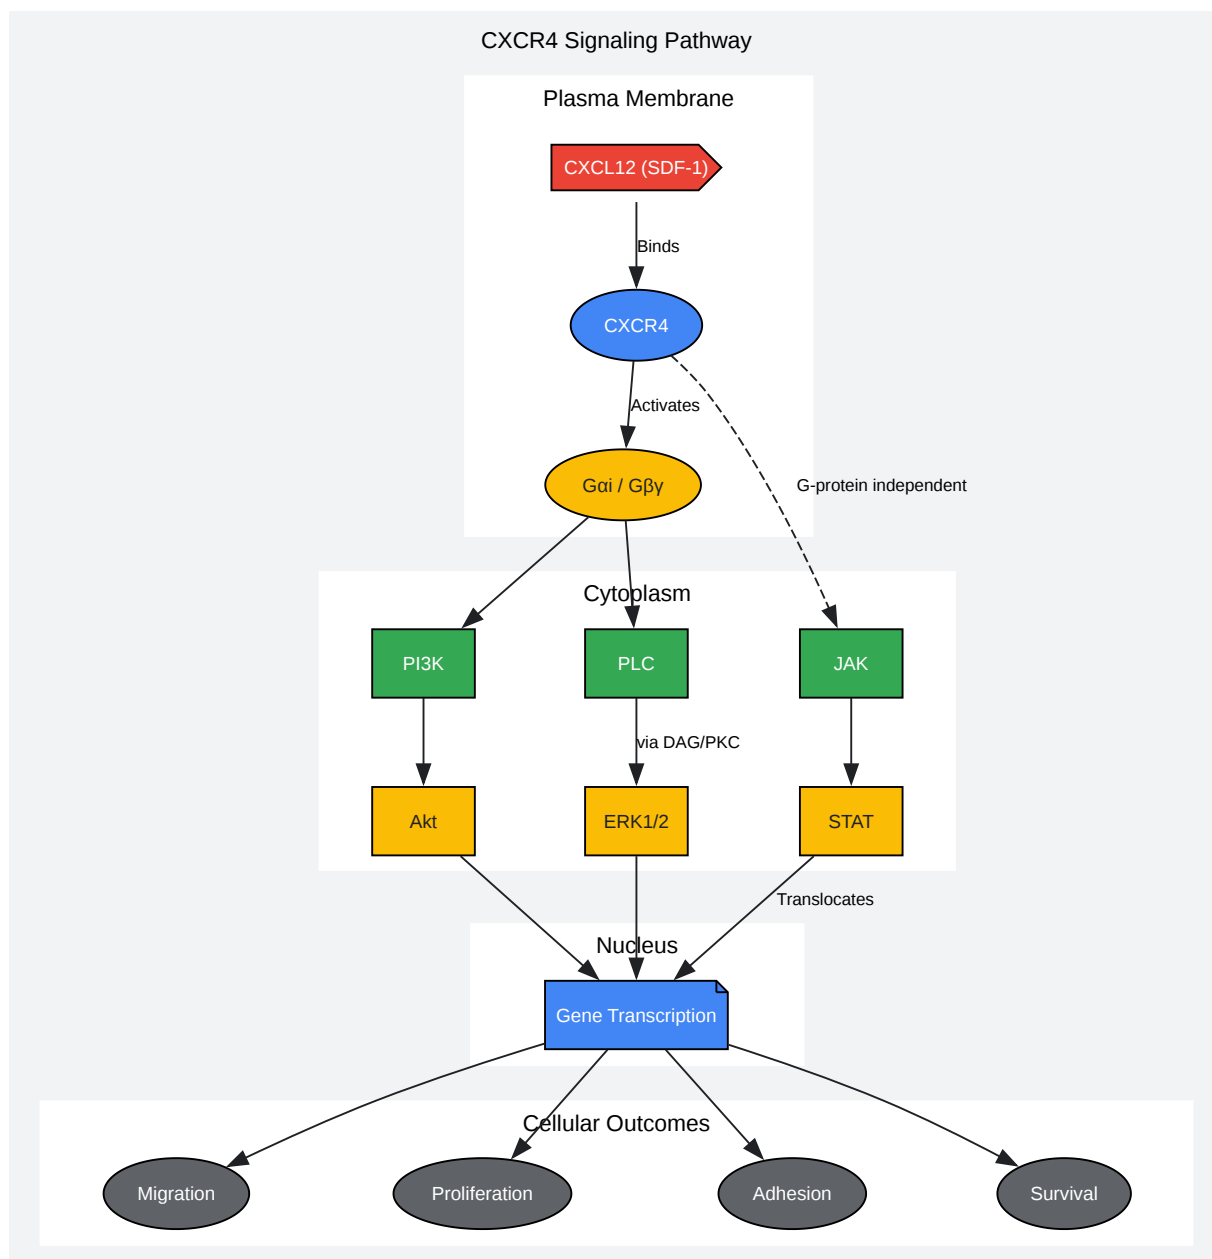 CXCR4 Signaling Pathway
Plasma Membrane
CXCL12 (SDF-1)
Binds
CXCR4
Activates
Gαi / Gβγ
G-protein independent
Cytoplasm
PI3K
PLC
JAK
via DAG/PKC
Akt
ERK1/2
STAT
Translocates
Nucleus
Gene Transcription
Cellular Outcomes
Migration
Proliferation
Adhesion
Survival